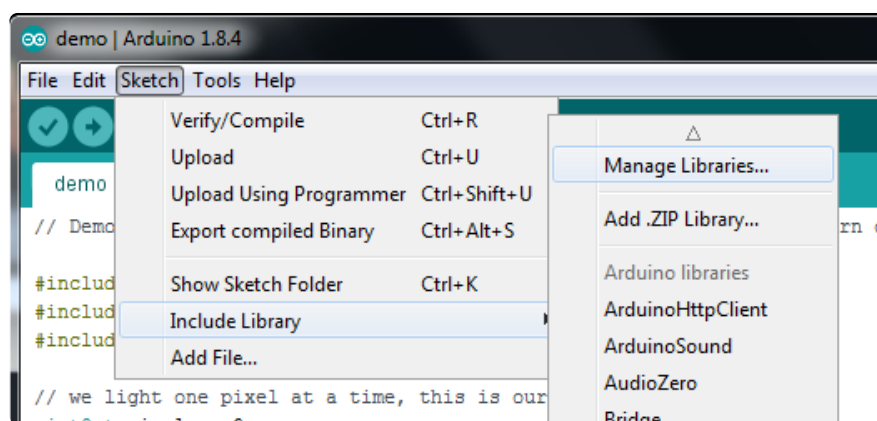 demo | Arduino 1.8.4
File Edit Sketch Tools Help
Verify/Compile Ctrl+R
Upload Ctrl+U
Upload Using Programmer Ctrl+Shift+U
Export compiled Binary Ctrl+Alt+S
Show Sketch Folder Ctrl+K
Include Library
Add File...
Manage Libraries...
Add .ZIP Library...
Arduino libraries
ArduinoHttpClient
ArduinoSound
AudioZero
Bridge
demo
// Demo
rn
#includ
#includ
#includ
// we light one pixel at a time, this is our